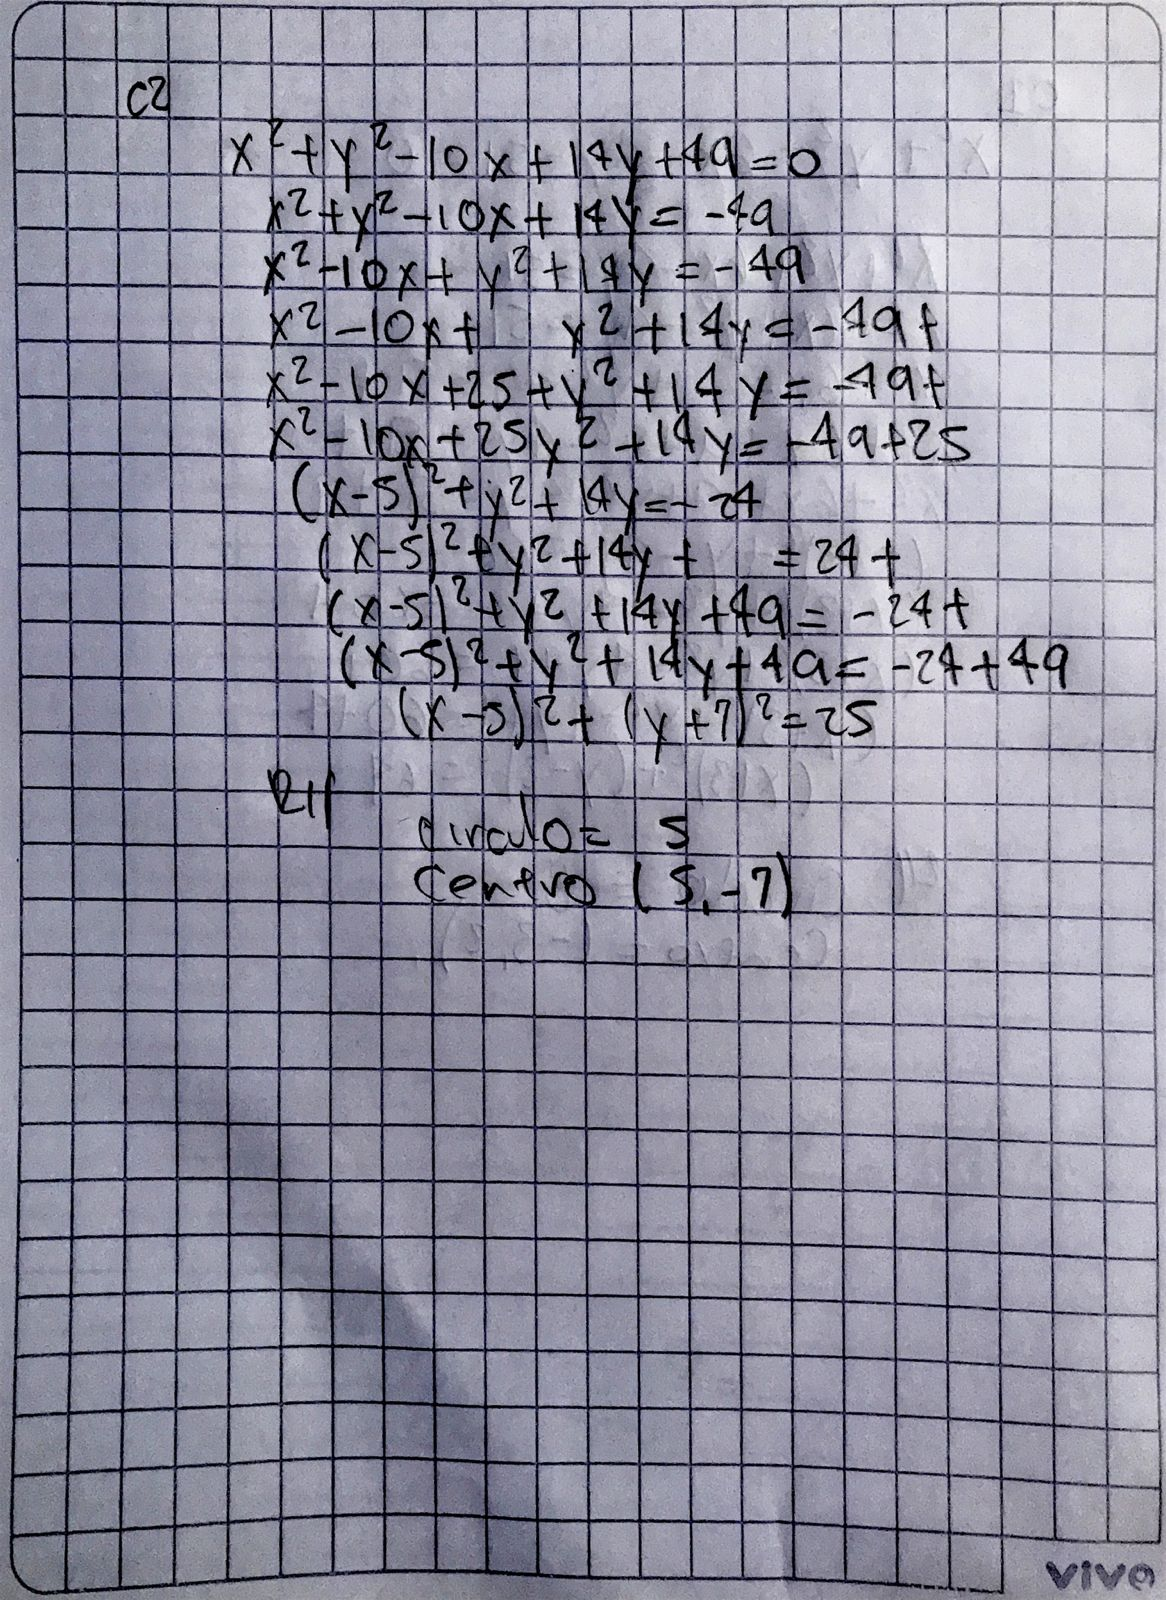 C2
x² + y² - 10x + 14y + 49 = 0
x² + y² - 10x + 14y = -49
x² - 10x + y² + 14y = -49
x² - 10x + y² + 14y = -49 +
x² - 10x + 25 + y² + 14y = -49 +
x² - 10x + 25 y² + 14y = -49 + 25
(x-5)² + y² + 14y = -24
(x-5)² + y² + 14y + = 24 +
(x-5)² + y² + 14y + 49 = -24 +
(x-5)² + y² + 14y + 49 = -24 + 49
(x-5)² + (y+7)² = 25
R//
circulo = 5
Centro (5, -7)
vivo